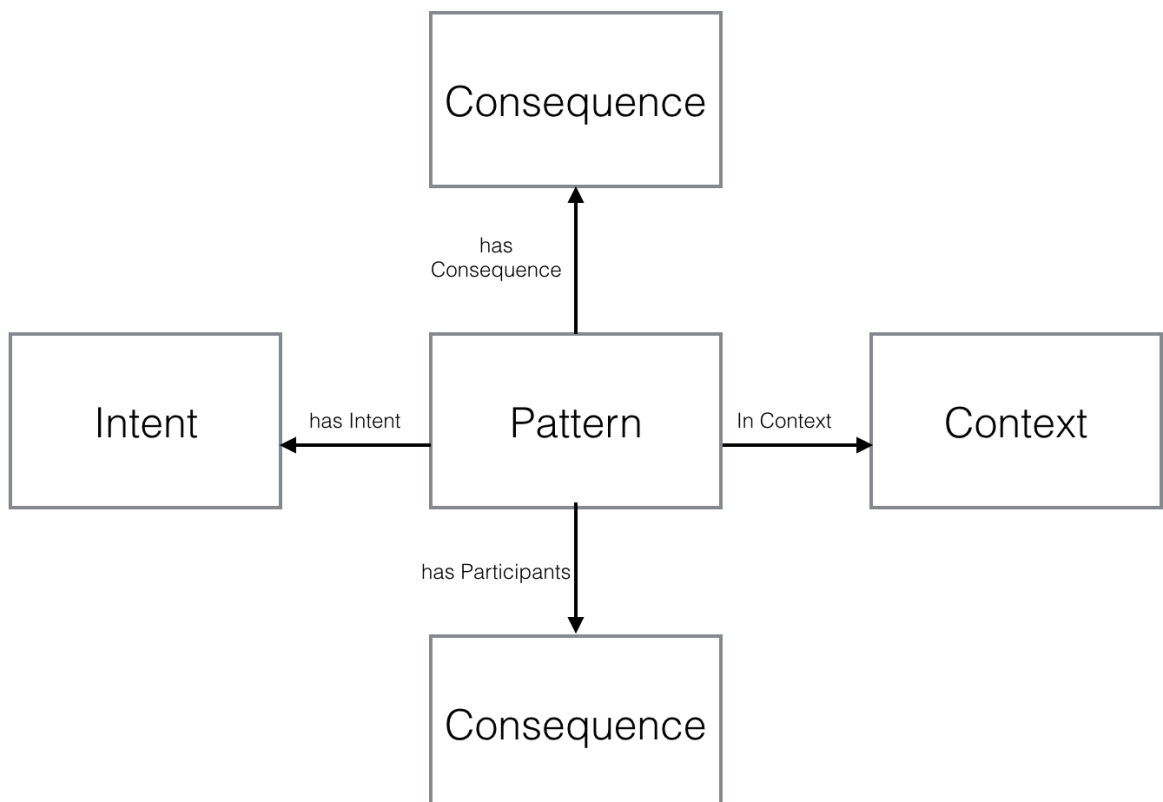 Consequence
has
Consequence
Intent
has Intent
Pattern
In Context
Context
has Participants
Consequence